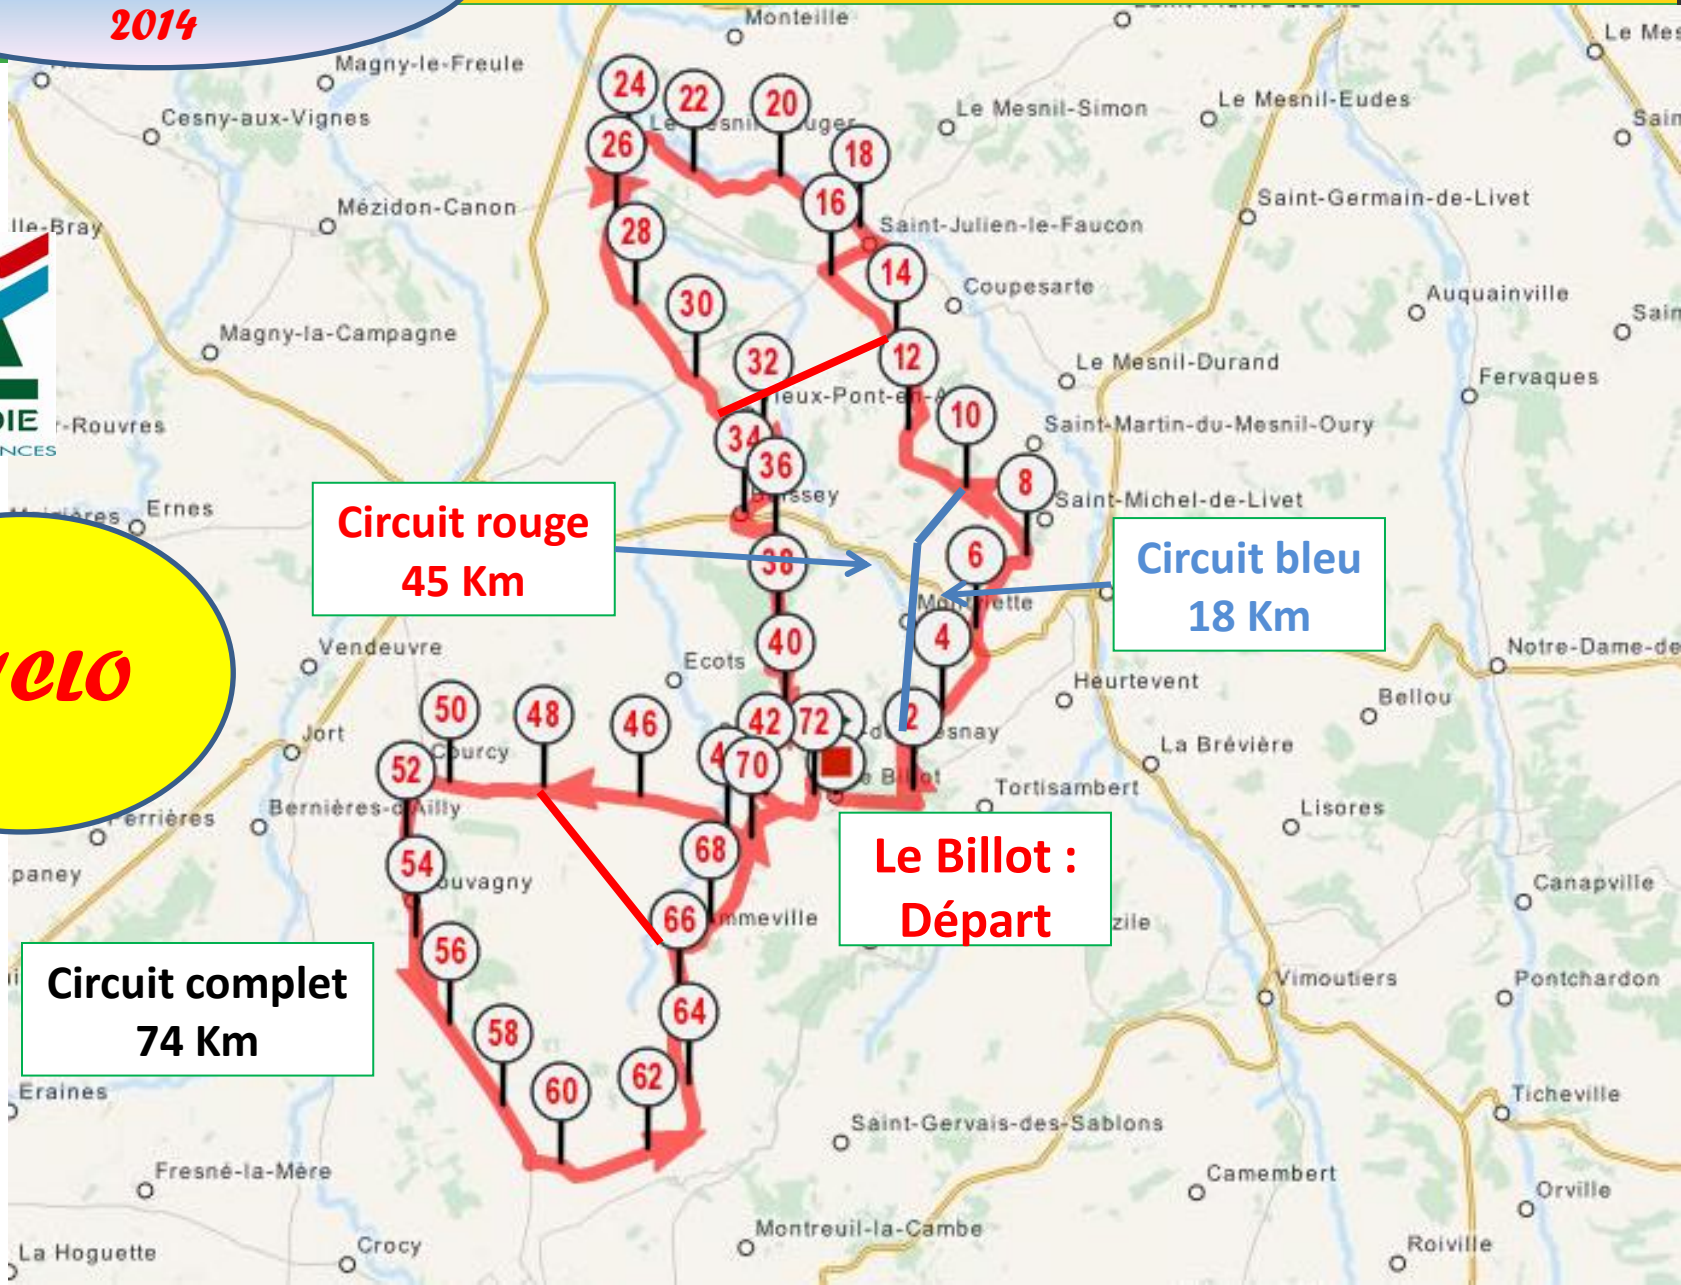 2014
Monteille
Magny-le-Freule
Le Mesnil-Simon
Le Mesnil-Eudes
Cesny-aux-Vignes
24
22
20
26
18
16
28
14
Mézidon-Canon
Saint-Julien-le-Faucon
Saint-Germain-de-Livet
Coupesarte
Auquainville
30
Magny-la-Campagne
32
12
Le Mesnil-Durand
Fervaques
10
34
36
Saint-Martin-du-Mesnil-Oury
8
Saint-Michel-de-Livet
Ernes
Circuit rouge
45 Km
38
6
Circuit bleu
18 Km
4
40
CLO
Vendeuvre
Ecots
Heurtevent
Bellou
Notre-Dame-de
50
48
46
42
72
2
Jort
Courcy
52
70
La Brévière
Le Billot
Tortisambert
Lisores
Bernières-d'Ailly
68
54
Le Billot :
Départ
Canapville
66
56
Circuit complet
74 Km
Vimoutiers
Pontchardon
64
58
62
60
Eraines
Ticheville
Saint-Gervais-des-Sablons
Fresné-la-Mère
Camembert
Orville
Montreuil-la-Cambe
Crocy
La Hoguette
Roiville